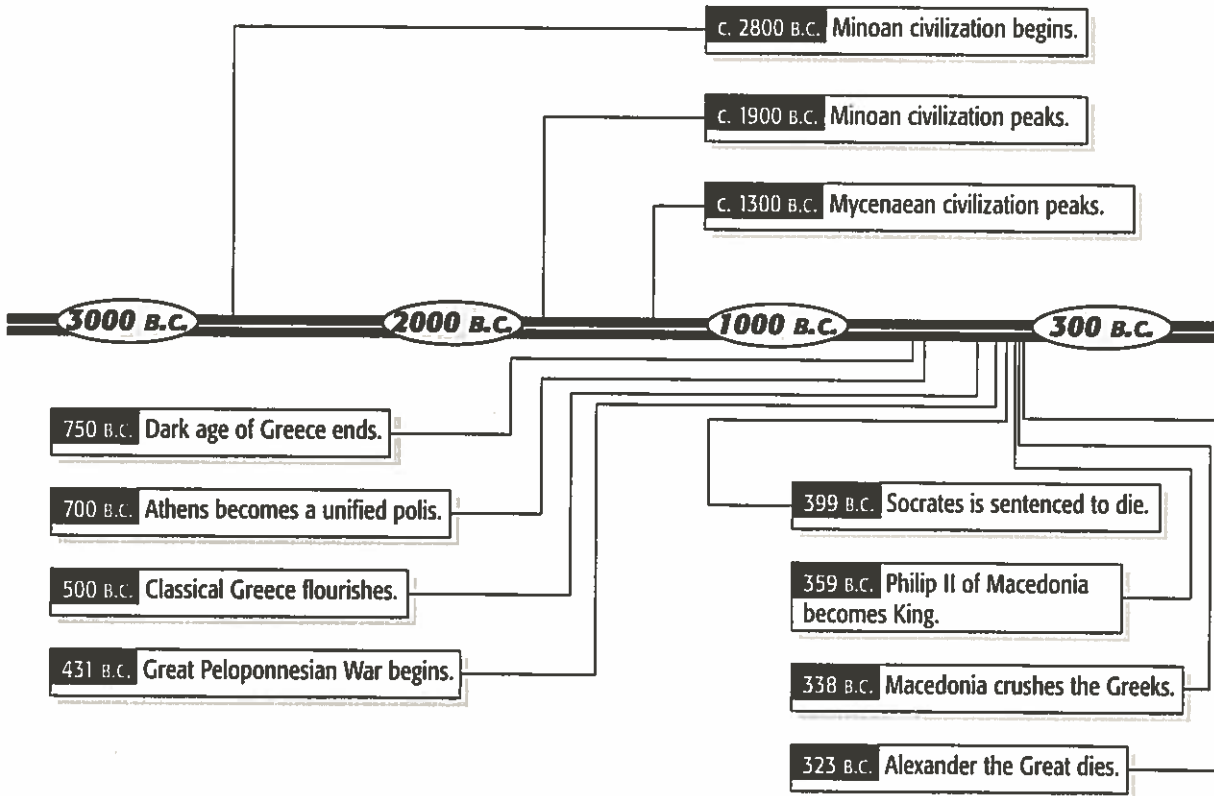 c. 2800 B.C. Minoan civilization begins.
c. 1900 B.C. Minoan civilization peaks.
c. 1300 B.C. Mycenaean civilization peaks.
3000 B.C. 2000 B.C. 1000 B.C. 300 B.C.
750 B.C. Dark age of Greece ends.
700 B.C. Athens becomes a unified polis.
500 B.C. Classical Greece flourishes.
431 B.C. Great Peloponnesian War begins.
399 B.C. Socrates is sentenced to die.
359 B.C. Philip II of Macedonia
becomes King.
338 B.C. Macedonia crushes the Greeks.
323 B.C. Alexander the Great dies.